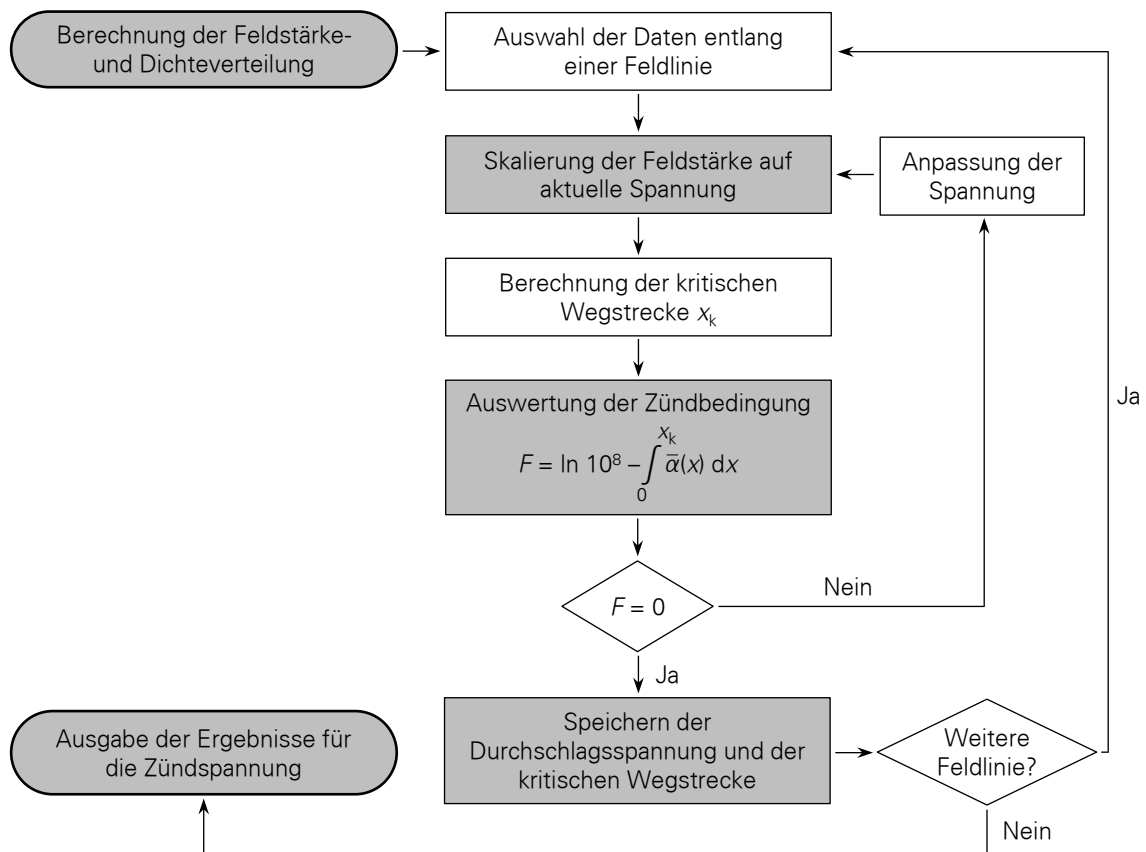 Berechnung der Feldstärke-
und Dichteverteilung
Auswahl der Daten entlang
einer Feldlinie
Skalierung der Feldstärke auf
aktuelle Spannung
Anpassung der
Spannung
Berechnung der kritischen
Wegstrecke xₖ
Auswertung der Zündbedingung
F = ln 10⁸ – ∫₀^xₖ ᾱ(x) dx
F = 0
Nein
Ja
Ja
Speichern der
Durchschlagsspannung und der
kritischen Wegstrecke
Weitere
Feldlinie?
Nein
Ausgabe der Ergebnisse für
die Zündspannung